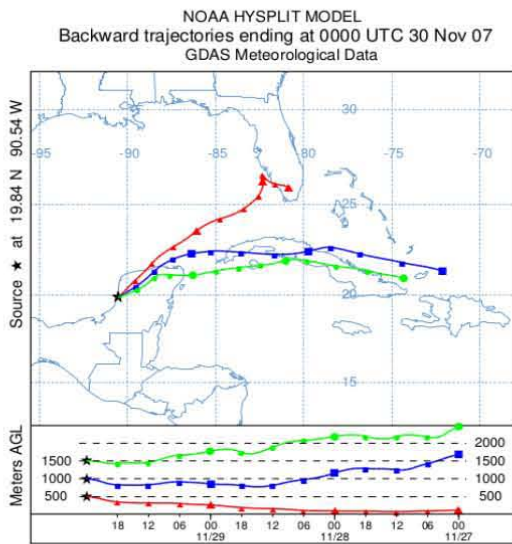 NOAA HYSPLIT MODEL
Backward trajectories ending at 0000 UTC 30 Nov 07
GDAS Meteorological Data
Source ★ at 19.84 N 90.54 W
30
-95 -90 -85 -80 -75 -70
25
20
15
Meters AGL
2000
1500 1500
1000 1000
500 500
18 12 06 00 18 12 06 00 18 12 06 00
11/29 11/28 11/27